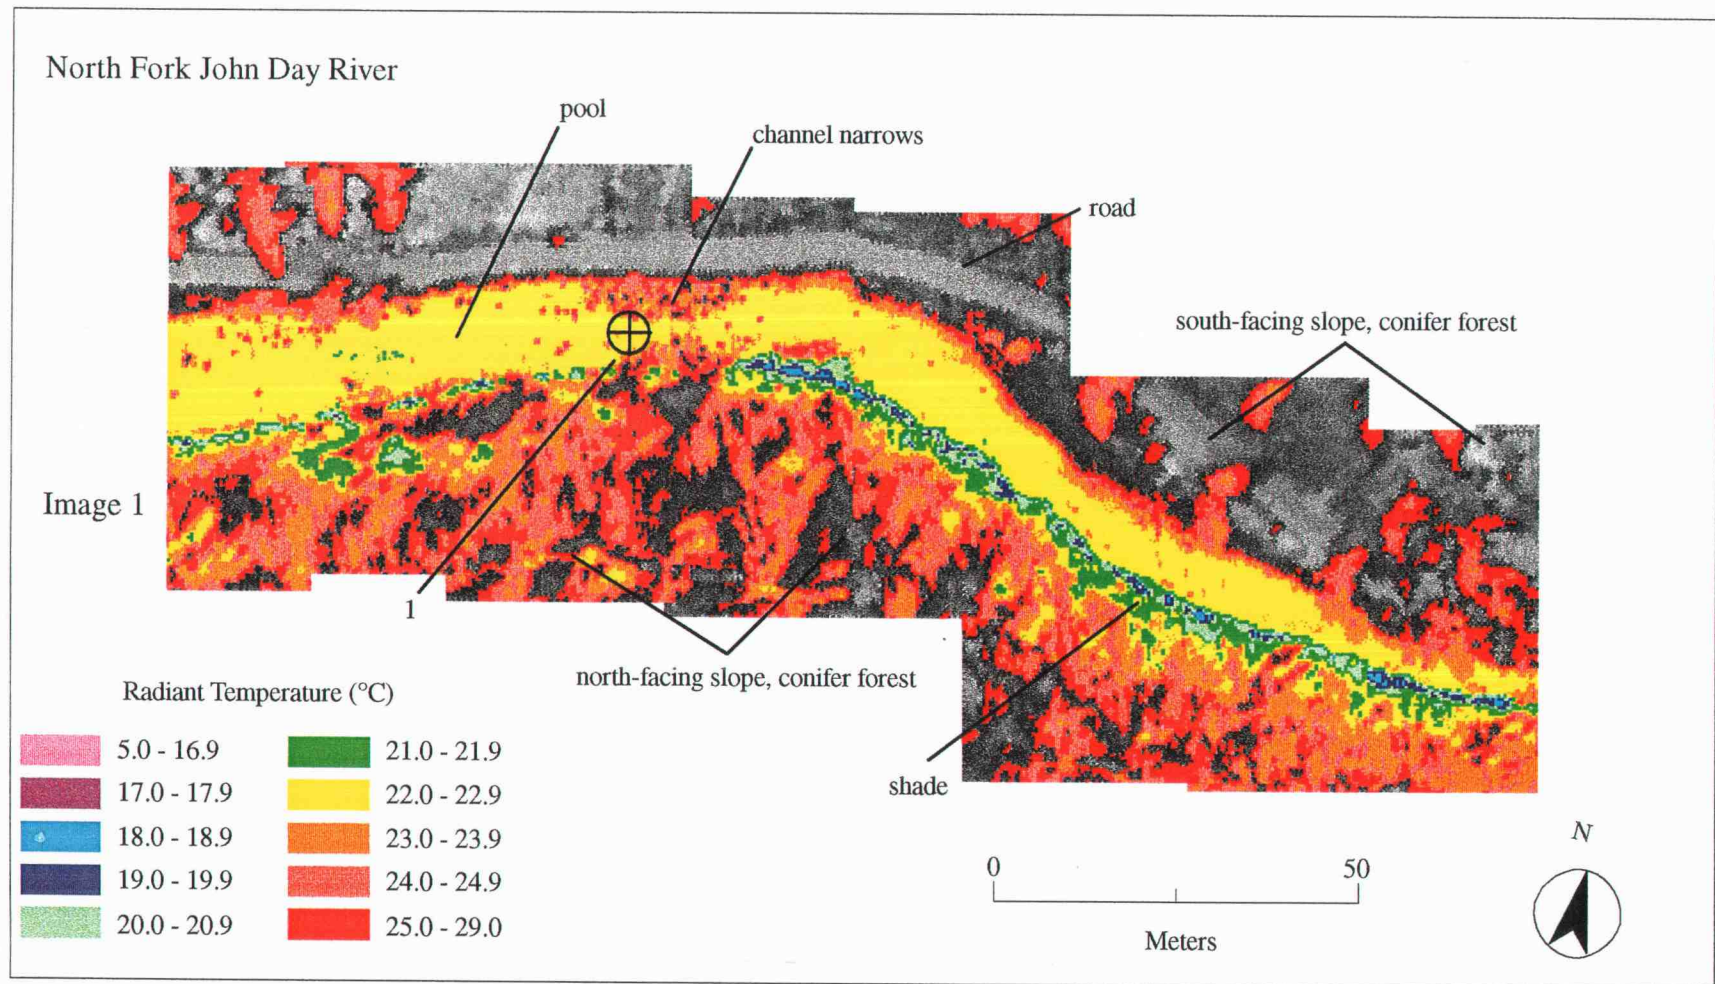 North Fork John Day River
pool
channel narrows
road
south-facing slope, conifer forest
Image 1
1
north-facing slope, conifer forest
shade
Radiant Temperature (°C)
5.0 - 16.9
17.0 - 17.9
18.0 - 18.9
19.0 - 19.9
20.0 - 20.9
21.0 - 21.9
22.0 - 22.9
23.0 - 23.9
24.0 - 24.9
25.0 - 29.0
0 50
Meters
N